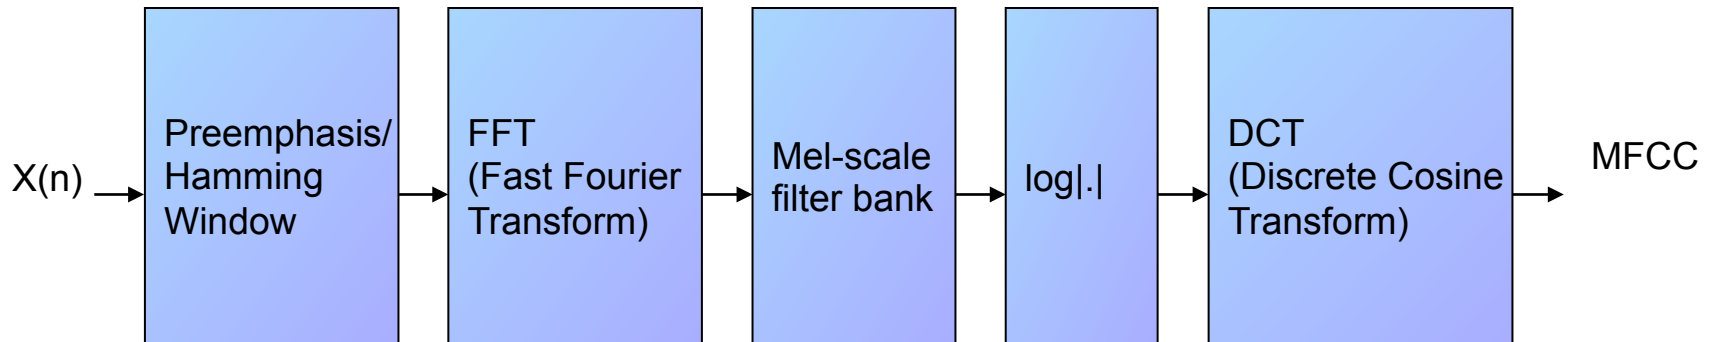 X(n)
Preemphasis/
Hamming
Window
FFT
(Fast Fourier
Transform)
Mel-scale
filter bank
log|.|
DCT
(Discrete Cosine
Transform)
MFCC